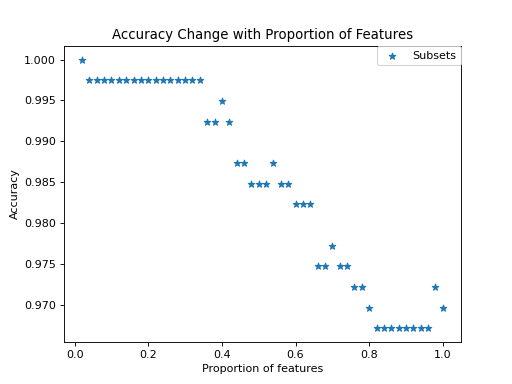 Accuracy Change with Proportion of Features
Subsets
1.000
0.995
0.990
0.985
0.980
0.975
0.970
Accuracy
0.0 0.2 0.4 0.6 0.8 1.0
Proportion of features